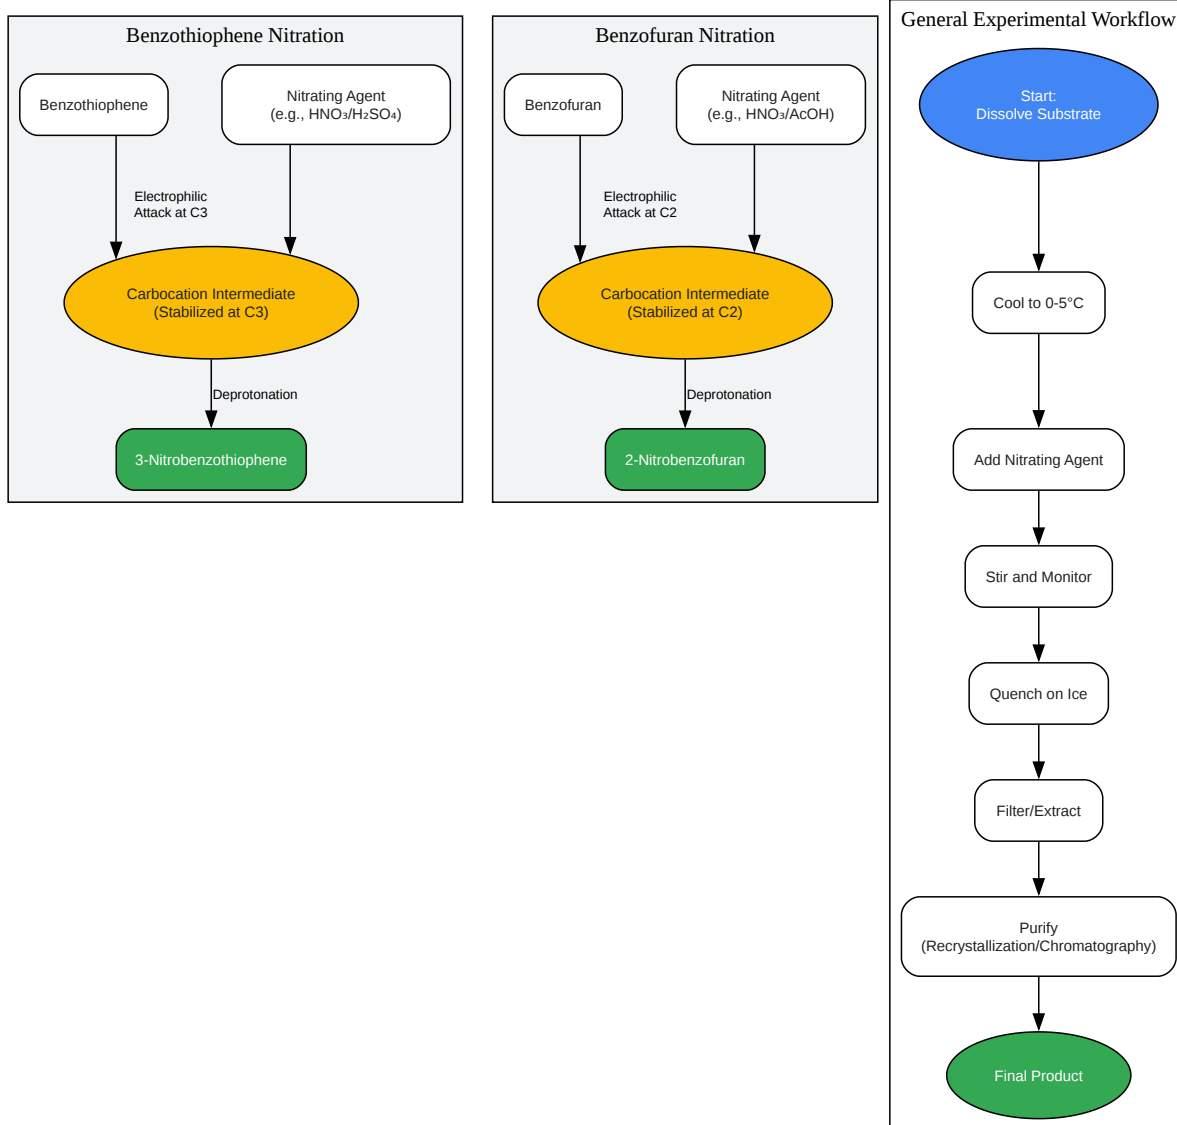 Benzothiophene Nitration
Benzothiophene
Nitrating Agent
(e.g., HNO₃/H₂SO₄)
Electrophilic
Attack at C3
Carbocation Intermediate
(Stabilized at C3)
Deprotonation
3-Nitrobenzothiophene
Benzofuran Nitration
Benzofuran
Nitrating Agent
(e.g., HNO₃/AcOH)
Electrophilic
Attack at C2
Carbocation Intermediate
(Stabilized at C2)
Deprotonation
2-Nitrobenzofuran
General Experimental Workflow
Start:
Dissolve Substrate
Cool to 0-5°C
Add Nitrating Agent
Stir and Monitor
Quench on Ice
Filter/Extract
Purify
(Recrystallization/Chromatography)
Final Product